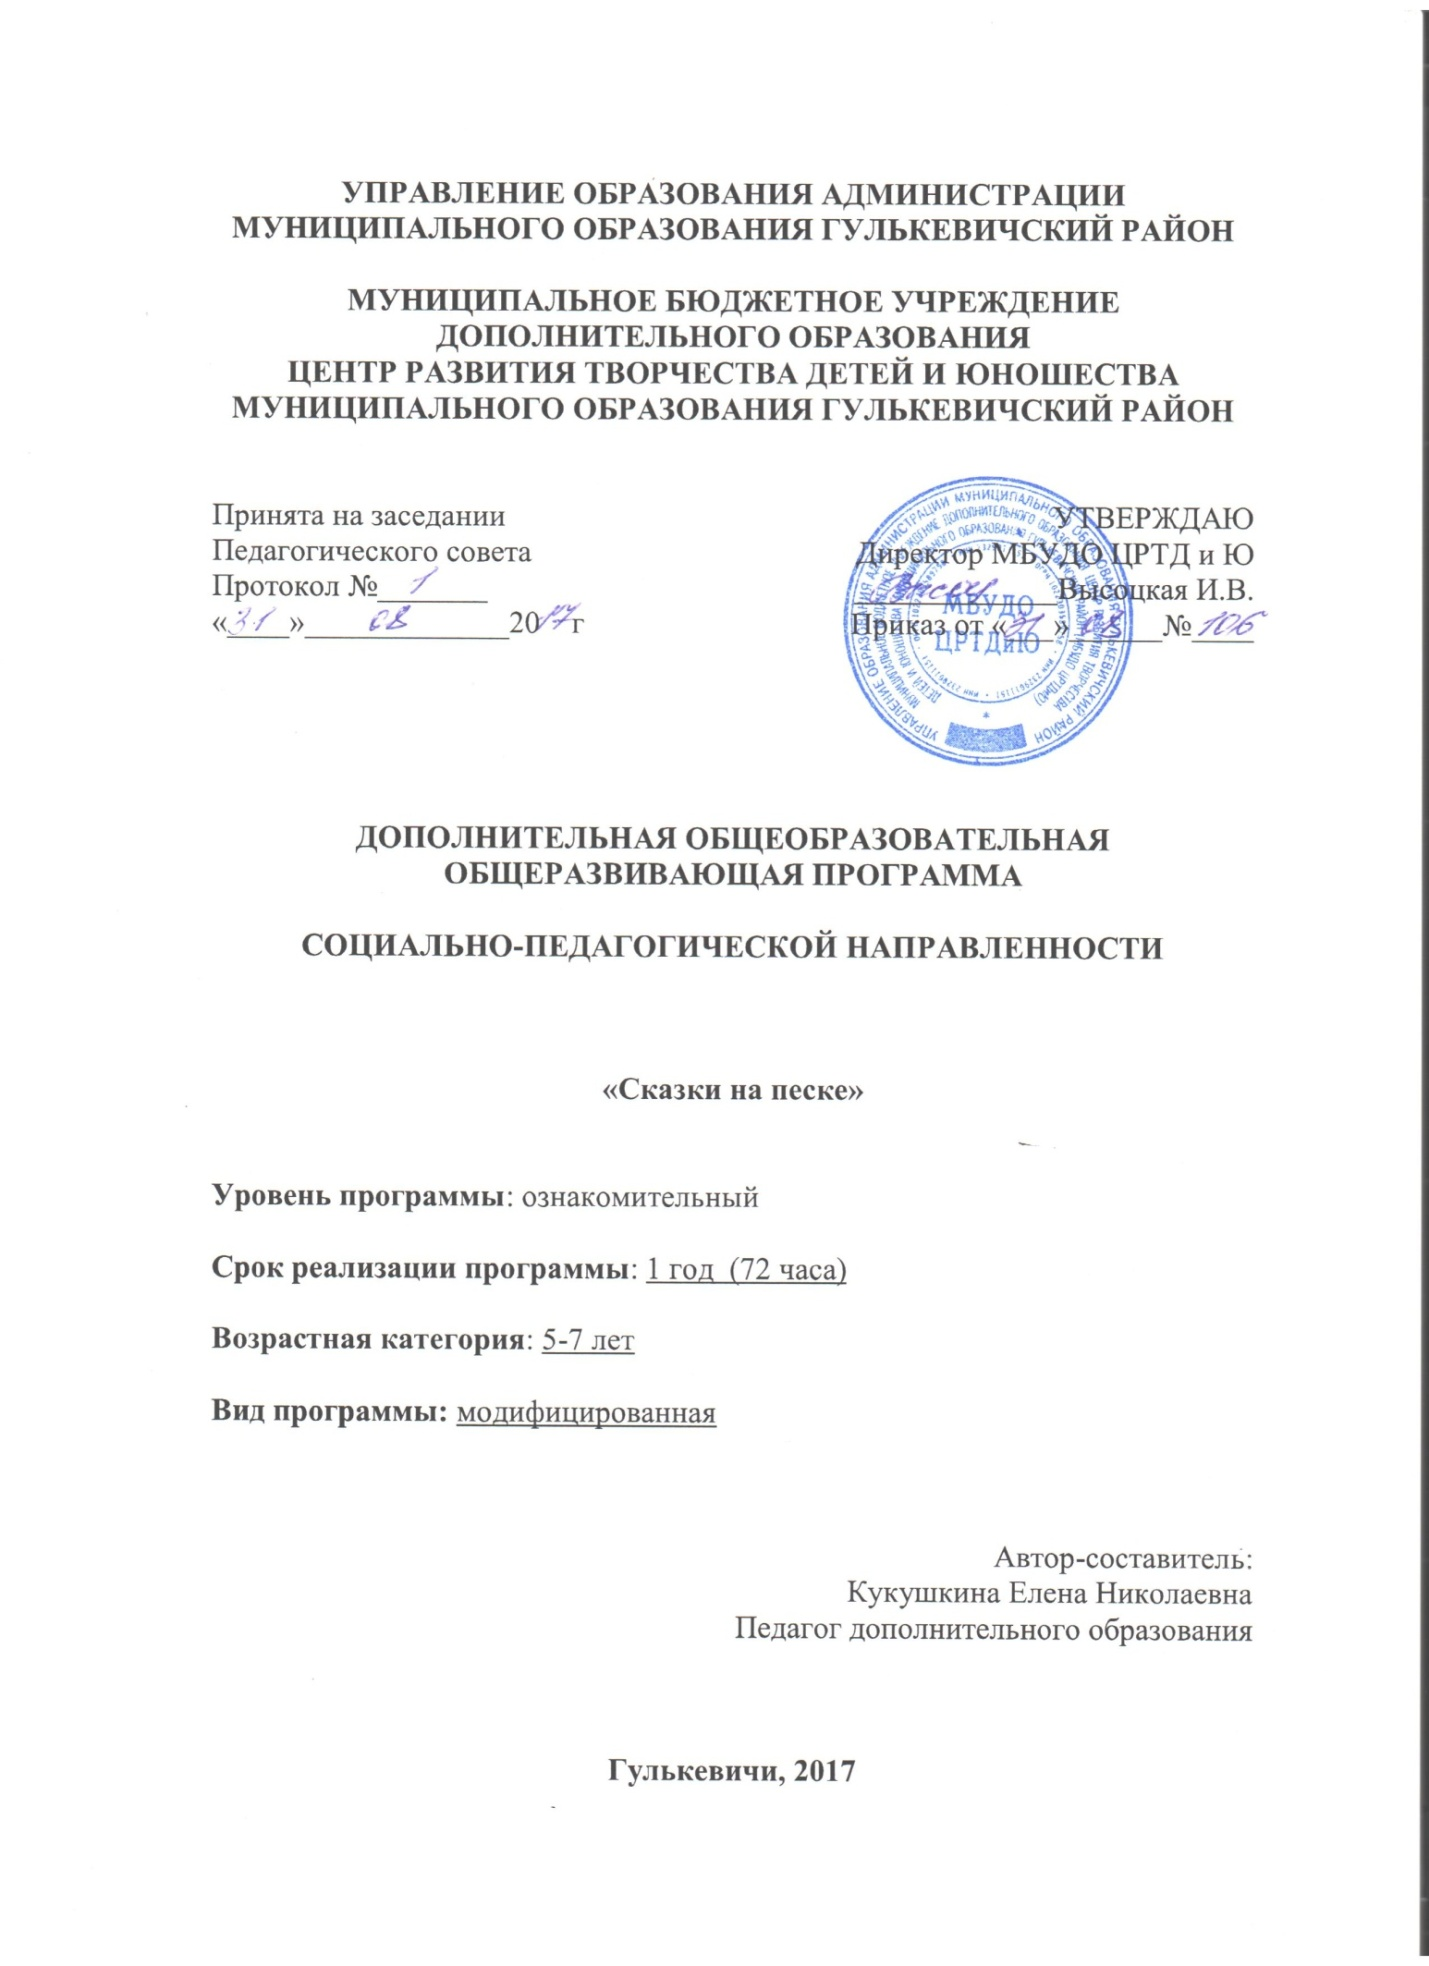 УПРАВЛЕНИЕ ОБРАЗОВАНИЯ АДМИНИСТРАЦИИ
МУНИЦИПАЛЬНОГО ОБРАЗОВАНИЯ ГУЛЬКЕВИЧСКИЙ РАЙОН
МУНИЦИПАЛЬНОЕ БЮДЖЕТНОЕ УЧРЕЖДЕНИЕ
ДОПОЛНИТЕЛЬНОГО ОБРАЗОВАНИЯ
ЦЕНТР РАЗВИТИЯ ТВОРЧЕСТВА ДЕТЕЙ И ЮНОШЕСТВА
МУНИЦИПАЛЬНОГО ОБРАЗОВАНИЯ ГУЛЬКЕВИЧСКИЙ РАЙОН
Принята на заседании
Педагогического совета
Протокол № 1
«31» 08 2017 г
УТВЕРЖДАЮ
Директор МБУДО ЦРТД и Ю
Высоцкая И.В.
Приказ от «31» 08 № 106
МБУДО
ЦРТДиЮ
ДОПОЛНИТЕЛЬНАЯ ОБЩЕОБРАЗОВАТЕЛЬНАЯ
ОБЩЕРАЗВИВАЮЩАЯ ПРОГРАММА
СОЦИАЛЬНО-ПЕДАГОГИЧЕСКОЙ НАПРАВЛЕННОСТИ
«Сказки на песке»
Уровень программы: ознакомительный
Срок реализации программы: 1 год (72 часа)
Возрастная категория: 5-7 лет
Вид программы: модифицированная
Автор-составитель:
Кукушкина Елена Николаевна
Педагог дополнительного образования
Гулькевичи, 2017